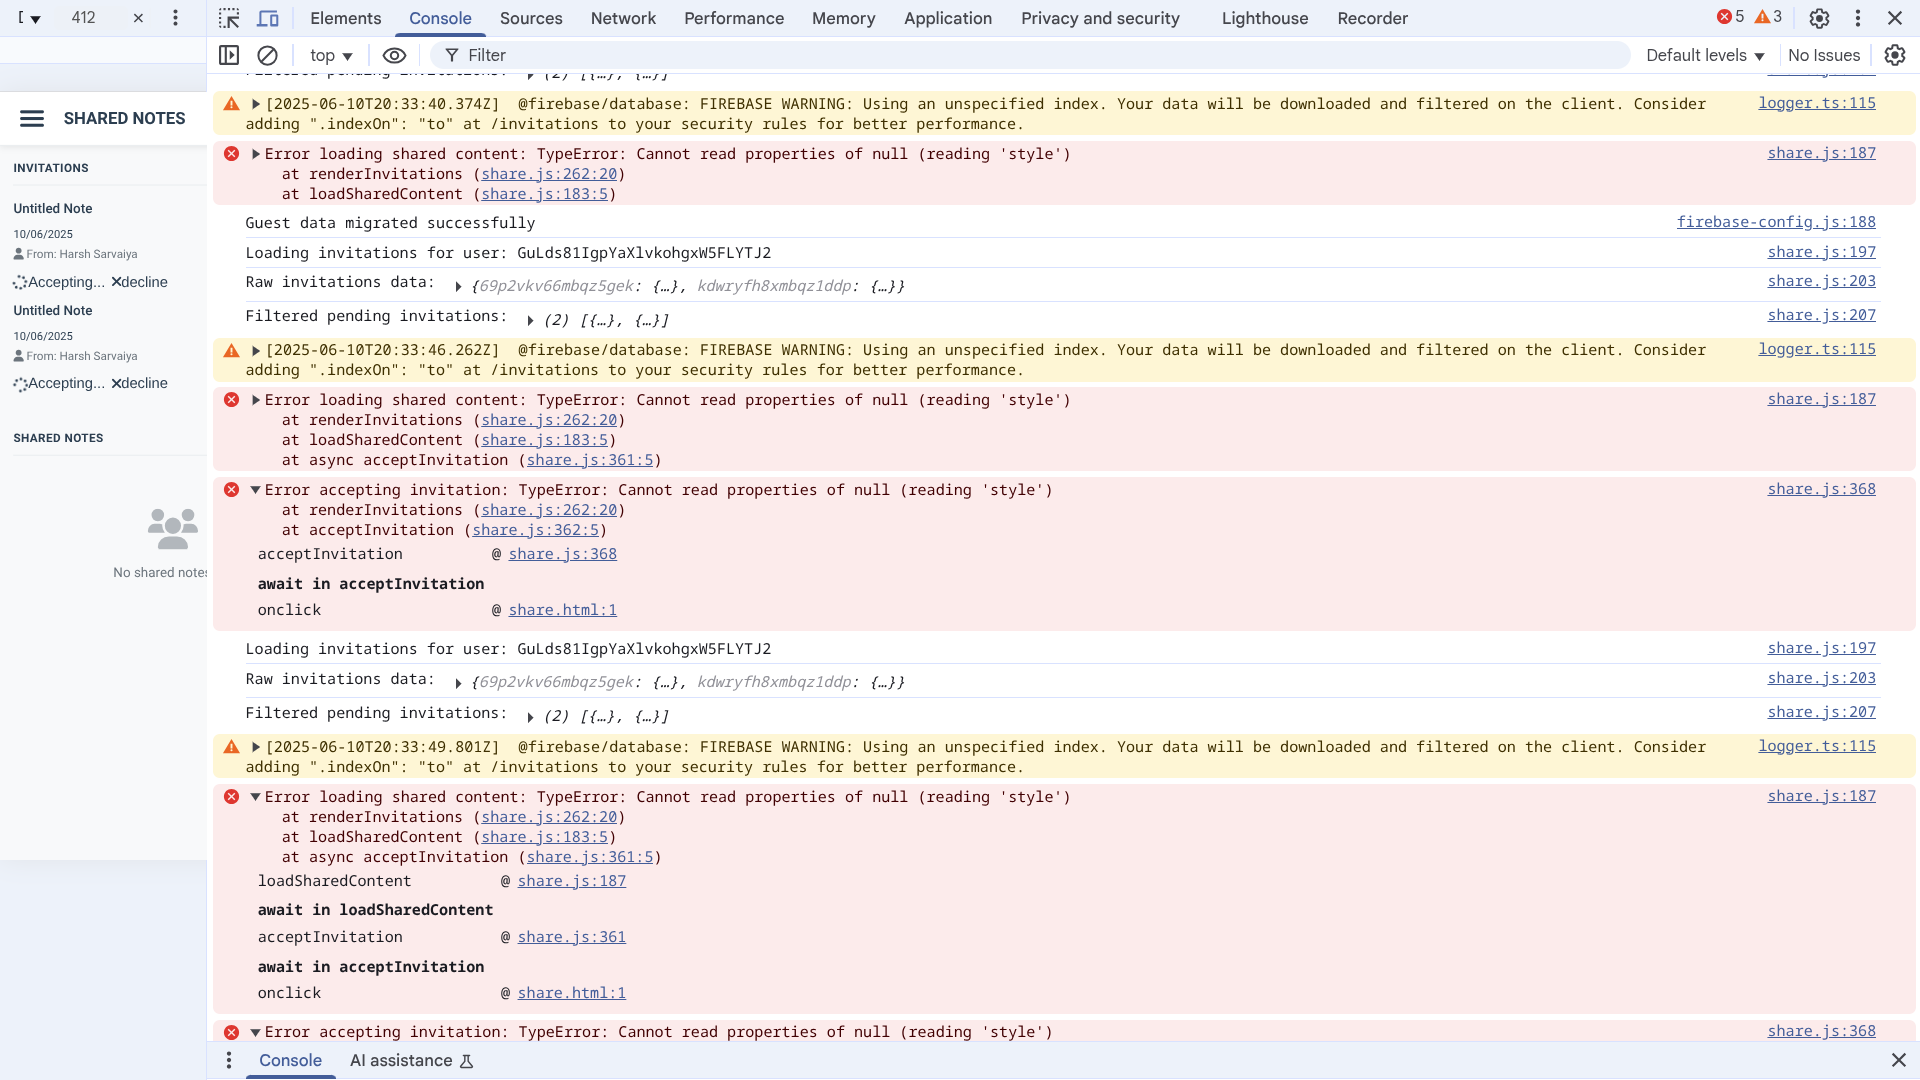 412
Elements Console Sources Network Performance Memory Application Privacy and security Lighthouse Recorder 5 3
top Filter Default levels No Issues
Filtered pending invitations: (2) [{…}, {…}]
SHARED NOTES
INVITATIONS
Untitled Note
10/06/2025
From: Harsh Sarvaiya
Accepting... decline
Untitled Note
10/06/2025
From: Harsh Sarvaiya
Accepting... decline
SHARED NOTES
No shared notes
[2025-06-10T20:33:40.374Z] @firebase/database: FIREBASE WARNING: Using an unspecified index. Your data will be downloaded and filtered on the client. Consider logger.ts:115
adding ".indexOn": "to" at /invitations to your security rules for better performance.
Error loading shared content: TypeError: Cannot read properties of null (reading 'style') share.js:187
at renderInvitations (share.js:262:20)
at loadSharedContent (share.js:183:5)
Guest data migrated successfully firebase-config.js:188
Loading invitations for user: GuLds81IgpYaXlvkohgxW5FLYTJ2 share.js:197
Raw invitations data: {69p2vkv66mbqz5gek: {…}, kdwryfh8xmbqz1ddp: {…}} share.js:203
Filtered pending invitations: (2) [{…}, {…}] share.js:207
[2025-06-10T20:33:46.262Z] @firebase/database: FIREBASE WARNING: Using an unspecified index. Your data will be downloaded and filtered on the client. Consider logger.ts:115
adding ".indexOn": "to" at /invitations to your security rules for better performance.
Error loading shared content: TypeError: Cannot read properties of null (reading 'style') share.js:187
at renderInvitations (share.js:262:20)
at loadSharedContent (share.js:183:5)
at async acceptInvitation (share.js:361:5)
Error accepting invitation: TypeError: Cannot read properties of null (reading 'style') share.js:368
at renderInvitations (share.js:262:20)
at acceptInvitation (share.js:362:5)
acceptInvitation @ share.js:368
await in acceptInvitation
onclick @ share.html:1
Loading invitations for user: GuLds81IgpYaXlvkohgxW5FLYTJ2 share.js:197
Raw invitations data: {69p2vkv66mbqz5gek: {…}, kdwryfh8xmbqz1ddp: {…}} share.js:203
Filtered pending invitations: (2) [{…}, {…}] share.js:207
[2025-06-10T20:33:49.801Z] @firebase/database: FIREBASE WARNING: Using an unspecified index. Your data will be downloaded and filtered on the client. Consider logger.ts:115
adding ".indexOn": "to" at /invitations to your security rules for better performance.
Error loading shared content: TypeError: Cannot read properties of null (reading 'style') share.js:187
at renderInvitations (share.js:262:20)
at loadSharedContent (share.js:183:5)
at async acceptInvitation (share.js:361:5)
loadSharedContent @ share.js:187
await in loadSharedContent
acceptInvitation @ share.js:361
await in acceptInvitation
onclick @ share.html:1
Error accepting invitation: TypeError: Cannot read properties of null (reading 'style') share.js:368
Console AI assistance